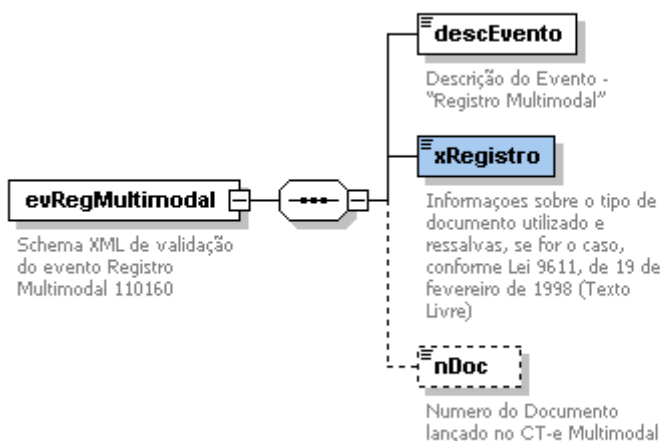 descEvento
Descrição do Evento -
"Registro Multimodal"
xRegistro
Informaçoes sobre o tipo de
documento utilizado e
ressalvas, se for o caso,
conforme Lei 9611, de 19 de
fevereiro de 1998 (Texto
Livre)
evRegMultimodal
Schema XML de validação
do evento Registro
Multimodal 110160
nDoc
Numero do Documento
lançado no CT-e Multimodal